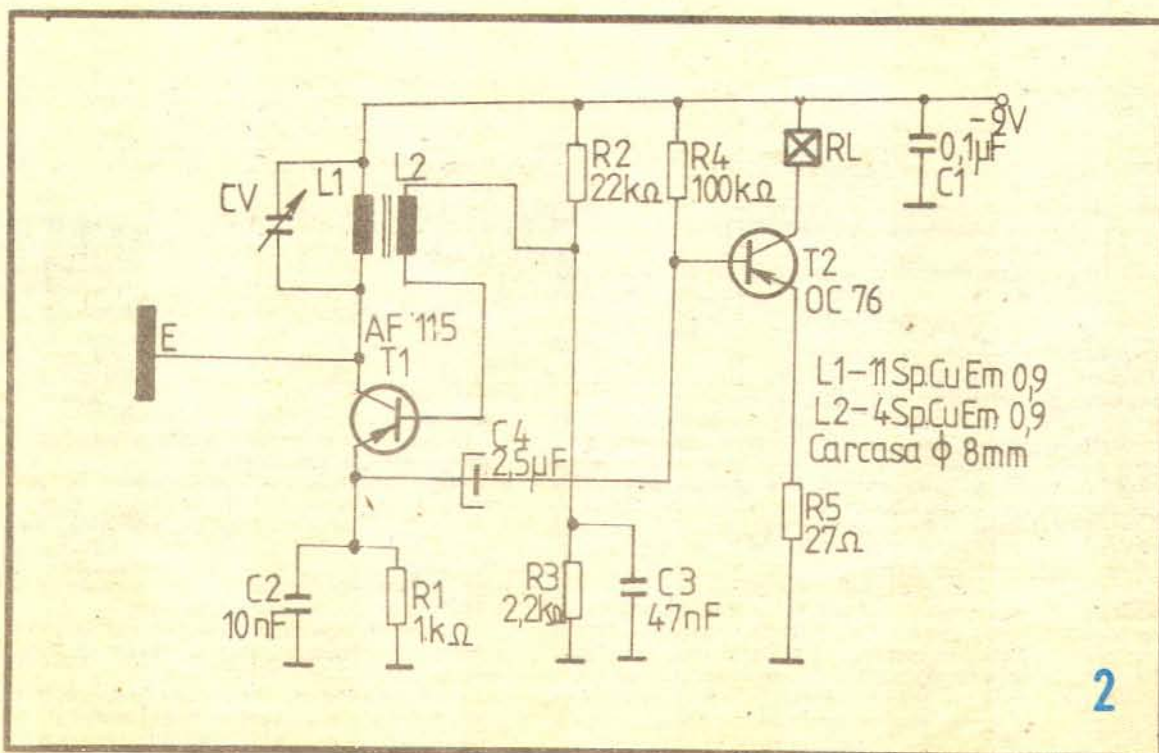 -9V
CV
L1
L2
R2
22kΩ
R4
100kΩ
RL
0,1µF
C1
E
AF 115
T1
T2
OC 76
C4
2,5µF
L1-11Sp.CuEm 0,9
L2-4Sp.CuEm 0,9
Carcasa ϕ 8mm
C2
10nF
R1
1kΩ
R3
2,2kΩ
C3
47nF
R5
27Ω
2